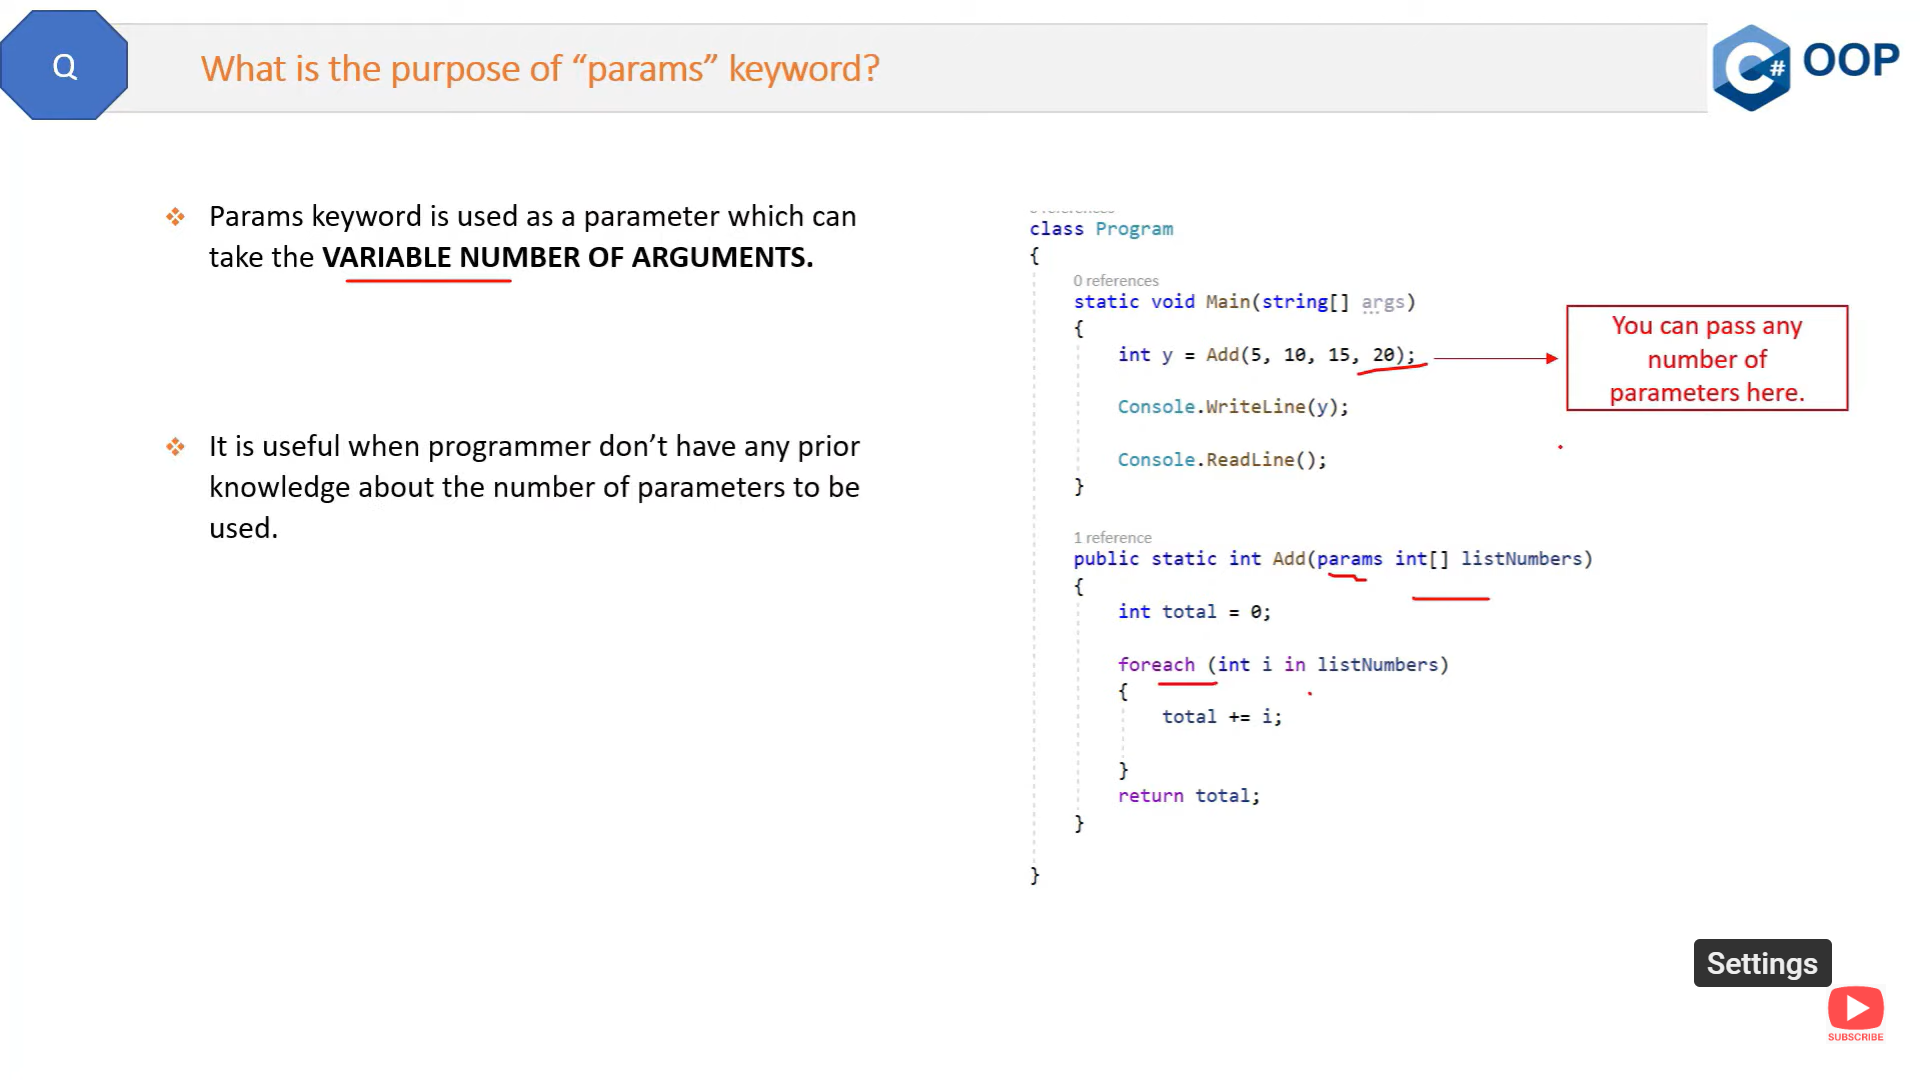 Q
What is the purpose of “params” keyword?
C# OOP
Params keyword is used as a parameter which can
take the VARIABLE NUMBER OF ARGUMENTS.
It is useful when programmer don’t have any prior
knowledge about the number of parameters to be
used.
0 references
class Program
{
0 references
static void Main(string[] args)
{
int y = Add(5, 10, 15, 20);
Console.WriteLine(y);
Console.ReadLine();
}
1 reference
public static int Add(params int[] listNumbers)
{
int total = 0;
foreach (int i in listNumbers)
{
total += i;
}
return total;
}
}
You can pass any
number of
parameters here.
Settings
SUBSCRIBE